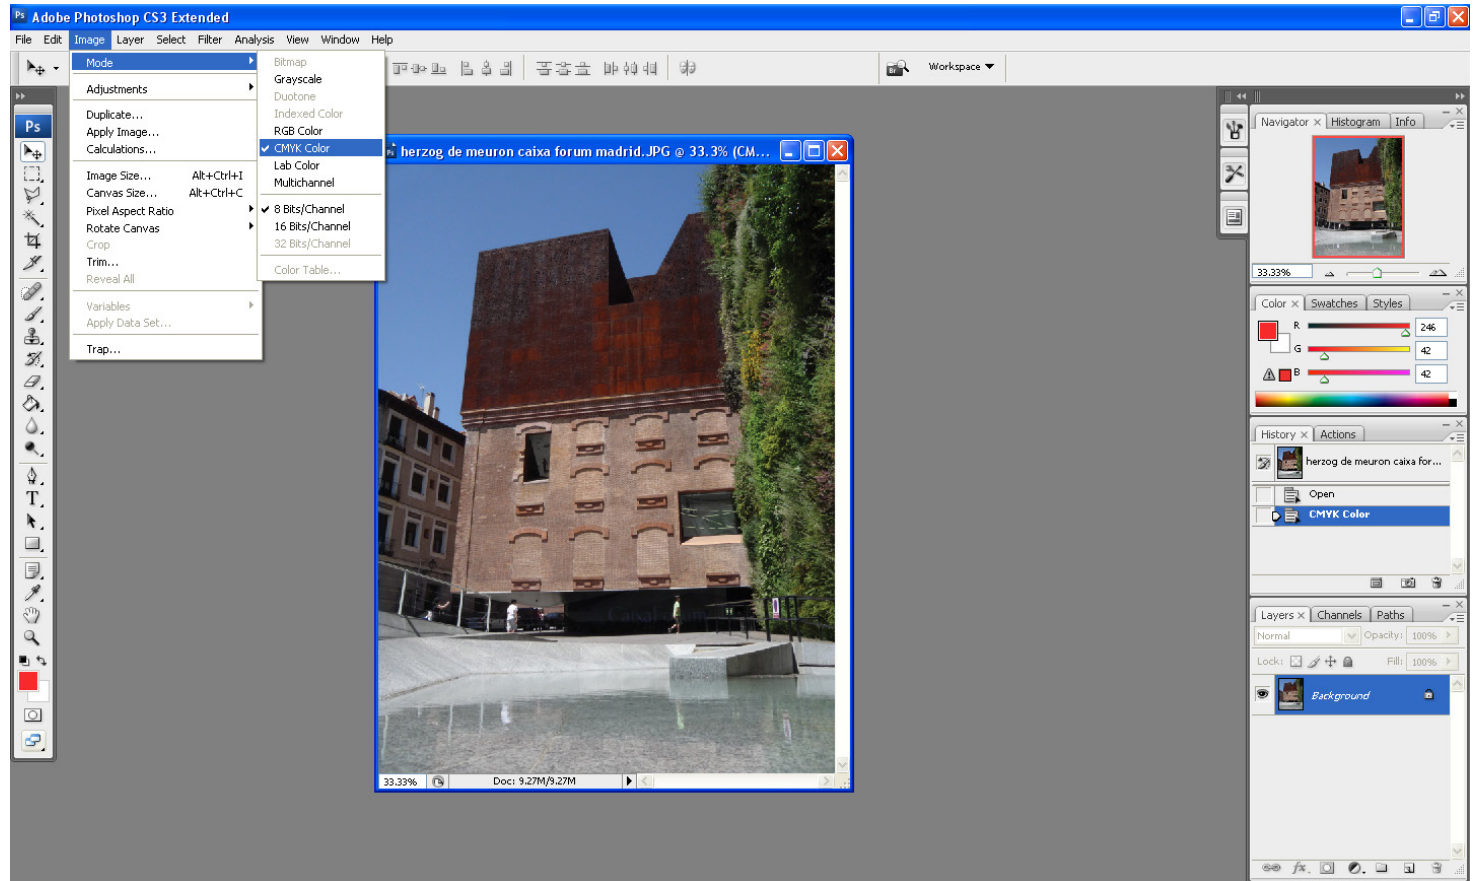 Ps Adobe Photoshop CS3 Extended
File Edit Image Layer Select Filter Analysis View Window Help
Mode
Adjustments
Duplicate...
Apply Image...
Calculations...
Image Size... Alt+Ctrl+I
Canvas Size... Alt+Ctrl+C
Pixel Aspect Ratio
Rotate Canvas
Crop
Trim...
Reveal All
Variables
Apply Data Set...
Trap...
Bitmap
Grayscale
Duotone
Indexed Color
RGB Color
CMYK Color
Lab Color
Multichannel
8 Bits/Channel
16 Bits/Channel
32 Bits/Channel
Color Table...
Br
Workspace
Ps
T
herzog de meuron caixa forum madrid.JPG @ 33.3% (CM...
CaixaForum
33.33% Doc: 9.27M/9.27M
Navigator × Histogram Info
33.33%
Color × Swatches Styles
R 246
G 42
B 42
History × Actions
herzog de meuron caixa for...
Open
CMYK Color
Layers × Channels Paths
Normal Opacity: 100%
Lock: Fill: 100%
Background
fx.